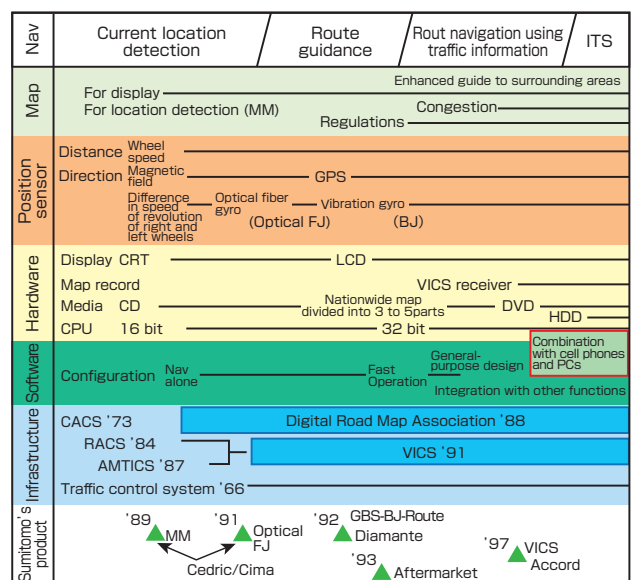 Nav
Current location
detection
Route
guidance
Rout navigation using
traffic information
ITS
Map
Enhanced guide to surrounding areas
For display
For location detection (MM)
Congestion
Regulations
Position
sensor
Distance
Wheel
speed
Direction
Magnetic
field
GPS
Difference
in speed
of revolution
of right and
left wheels
Optical fiber
gyro
Vibration gyro
(Optical FJ)
(BJ)
Hardware
Display CRT
LCD
Map record
VICS receiver
Media CD
Nationwide map
divided into 3 to 5parts
DVD
HDD
CPU 16 bit
32 bit
Software
Configuration
Nav
alone
Fast
Operation
General-
purpose design
Combination
with cell phones
and PCs
Integration with other functions
Infrastructure
CACS '73
Digital Road Map Association '88
RACS '84
AMTICS '87
VICS '91
Traffic control system '66
Sumitomo's
product
'89
MM
'91
Optical
FJ
Cedric/Cima
'92
GBS-BJ-Route
Diamante
'93
Aftermarket
'97
VICS
Accord